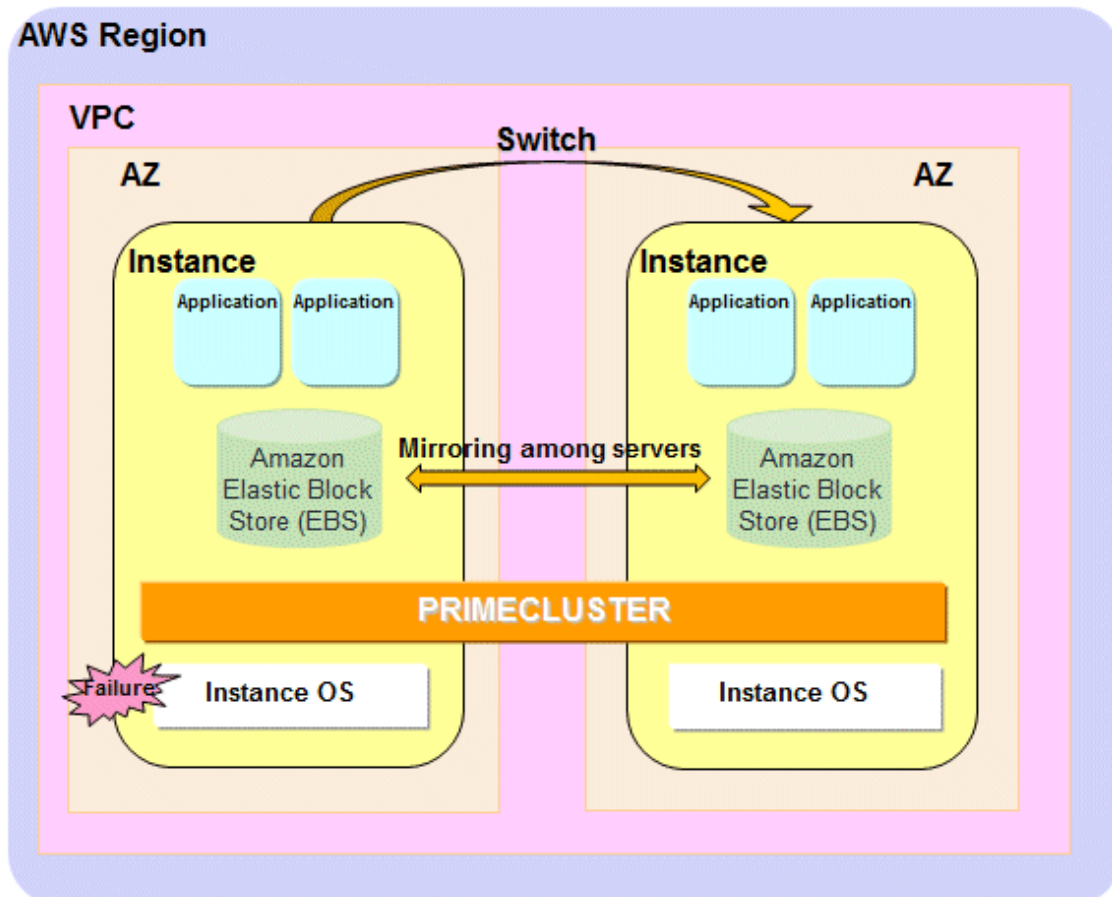 AWS Region
VPC
Switch
AZ
AZ
Instance
Instance
Application
Application
Application
Application
Mirroring among servers
Amazon
Elastic Block
Store (EBS)
Amazon
Elastic Block
Store (EBS)
PRIMECLUSTER
Failure
Instance OS
Instance OS